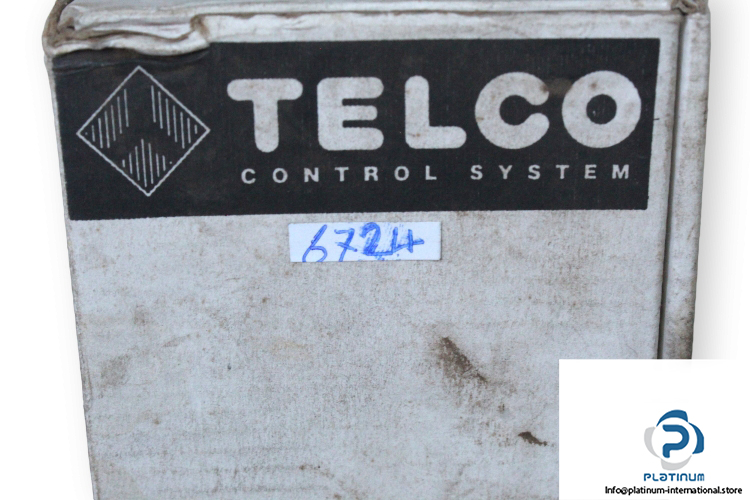 TELCO
CONTROL SYSTEM
6724
PLATINUM
Info@platinum-international.store